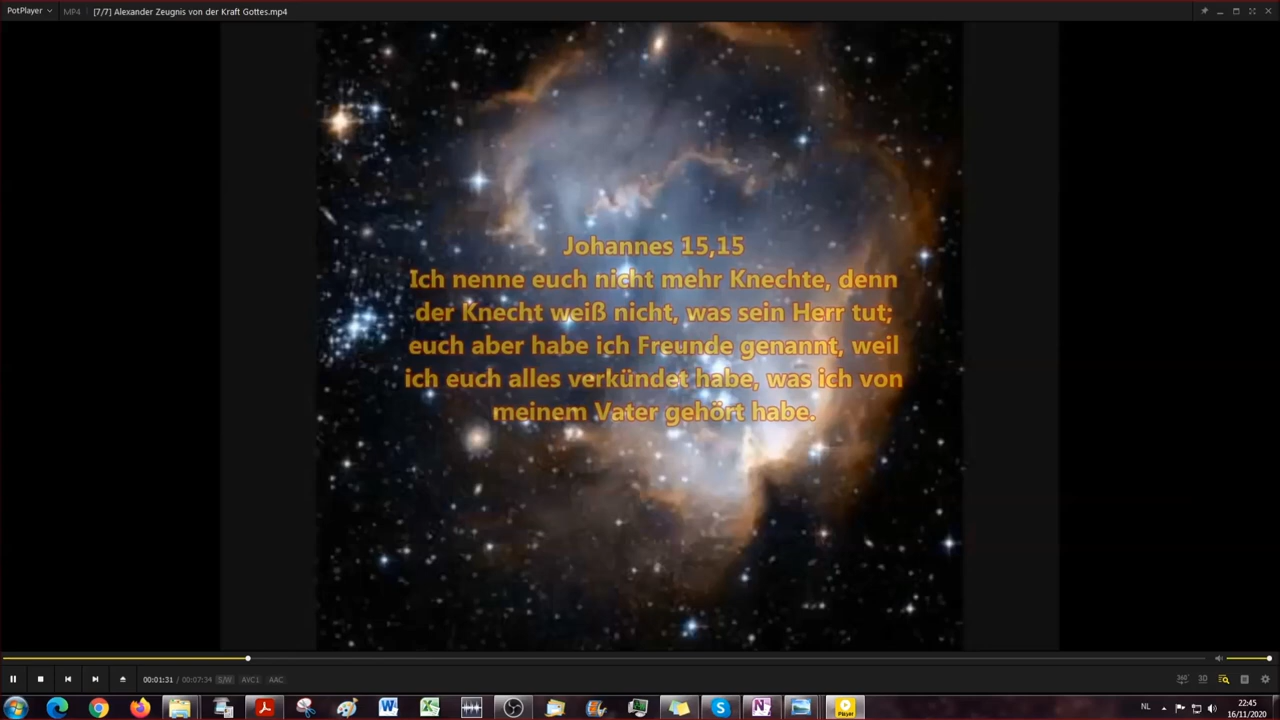 PotPlayer
MP4
[7/7] Alexander Zeugnis von der Kraft Gottes.mp4
Johannes 15,15
Ich nenne euch nicht mehr Knechte, denn
der Knecht weiß nicht, was sein Herr tut;
euch aber habe ich Freunde genannt, weil
ich euch alles verkündet habe, was ich von
meinem Vater gehört habe.
00:01:31 / 00:07:34 S/W AVC1 AAC
360°
3D
NL
22:45
16/11/2020